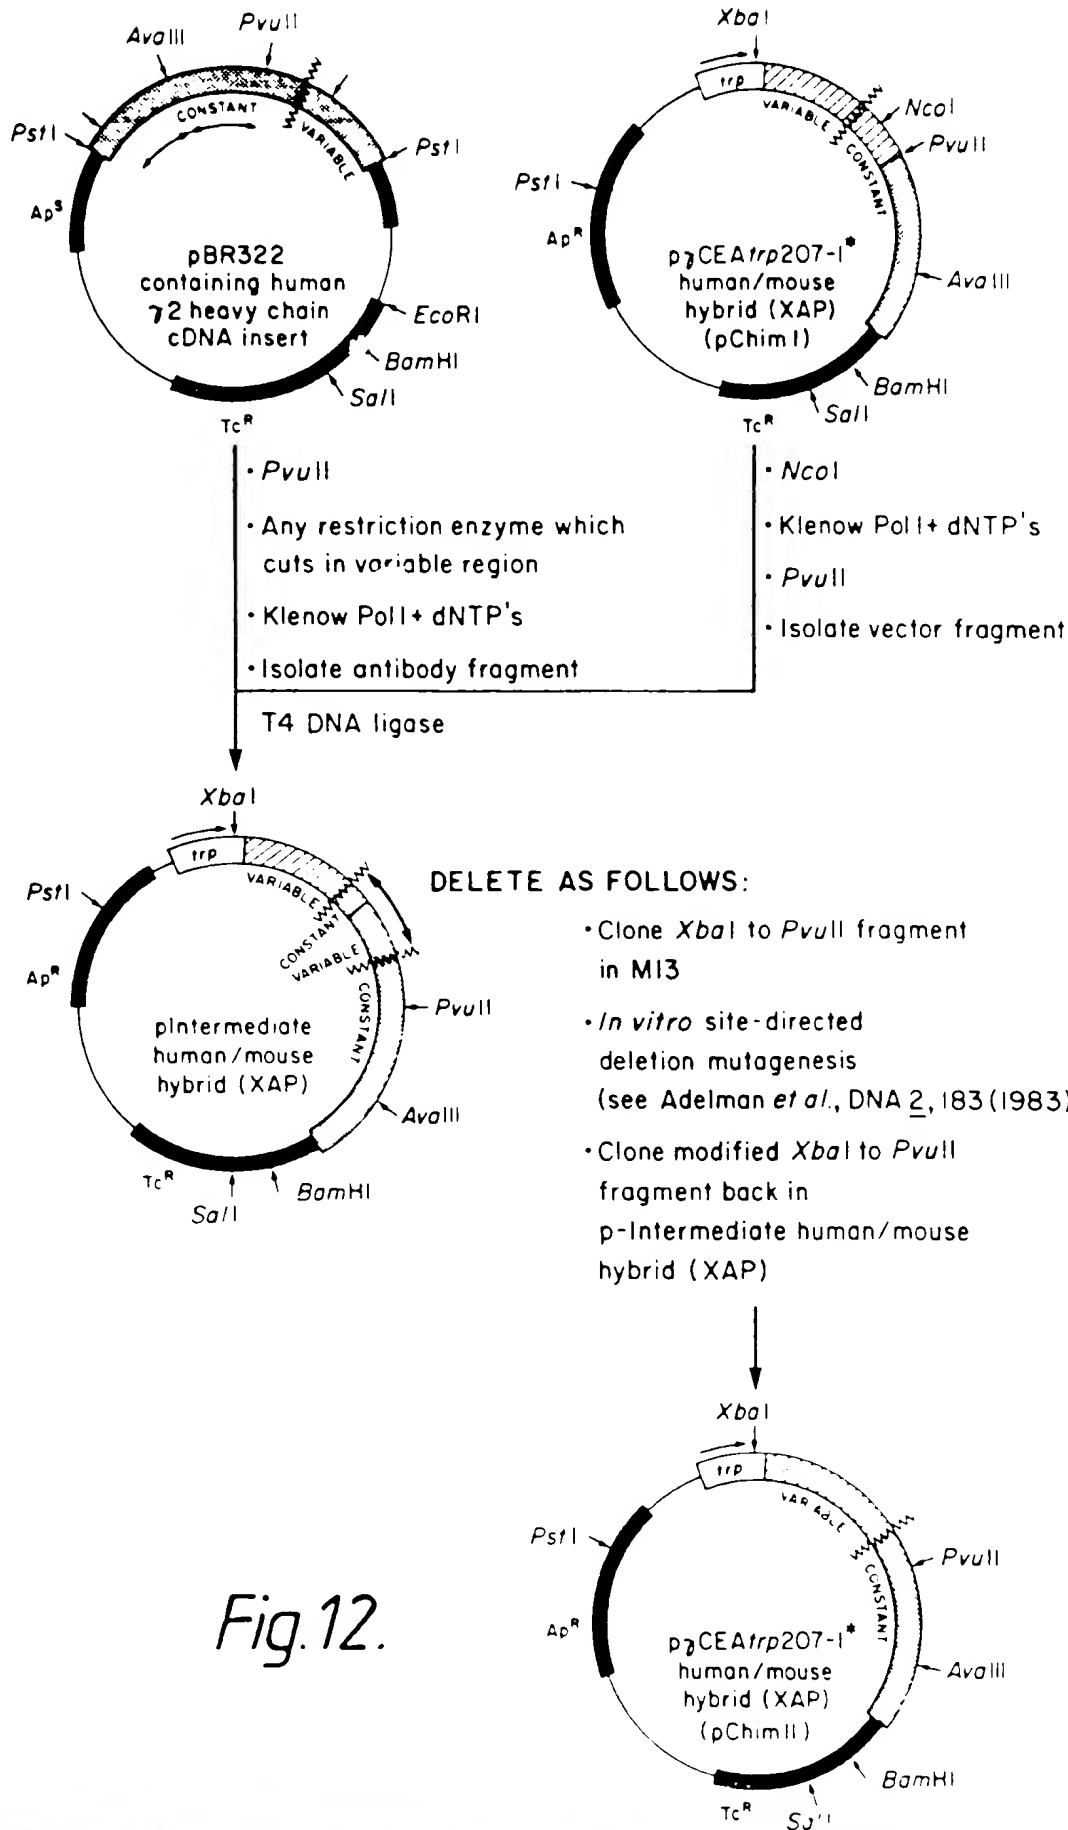 PvuII
AvaIII
PstI
CONSTANT
VARIABLE
PstI
Ap^S
pBR322
containing human
γ2 heavy chain
cDNA insert
EcoRI
BamHI
SalI
Tc^R
XbaI
trp
VARIABLE
CONSTANT
NcoI
PvuII
PstI
Ap^R
pγCEAtrp207-1*
human/mouse
hybrid (XAP)
(pChim I)
AvaIII
BamHI
SalI
Tc^R
· PvuII
· Any restriction enzyme which
cuts in variable region
· Klenow Pol I + dNTP's
· Isolate antibody fragment
· NcoI
· Klenow Pol I + dNTP's
· PvuII
· Isolate vector fragment
T4 DNA ligase
XbaI
trp
VARIABLE
CONSTANT
VARIABLE
CONSTANT
PstI
Ap^R
pIntermediate
human/mouse
hybrid (XAP)
PvuII
AvaIII
BamHI
SalI
Tc^R
DELETE AS FOLLOWS:
· Clone XbaI to PvuII fragment
in M13
· In vitro site-directed
deletion mutagenesis
(see Adelman et al., DNA 2, 183 (1983)
· Clone modified XbaI to PvuII
fragment back in
p-Intermediate human/mouse
hybrid (XAP)
XbaI
trp
VARIABLE
CONSTANT
PstI
PvuII
Ap^R
pγCEAtrp207-1*
human/mouse
hybrid (XAP)
(pChim II)
AvaIII
BamHI
Tc^R
Fig.12.